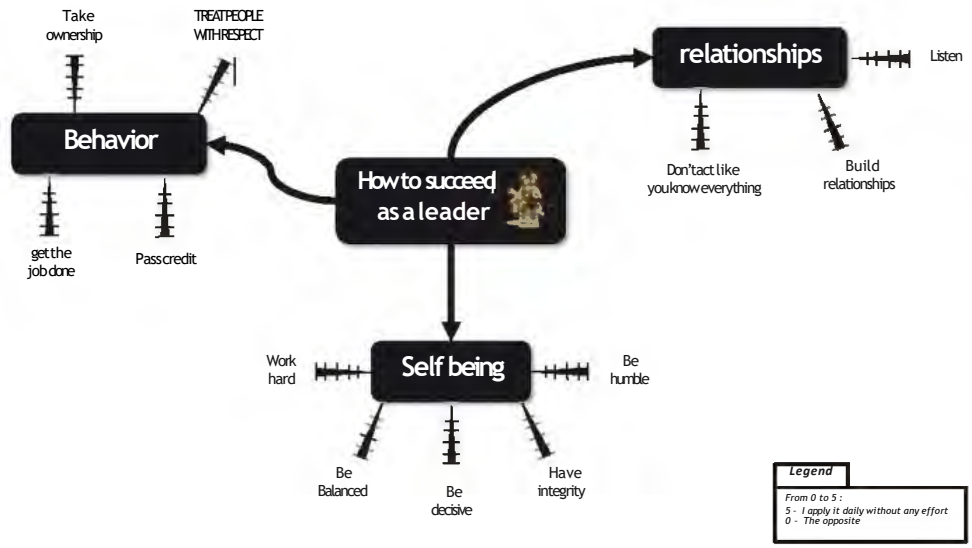 Take
ownership
TREAT PEOPLE
WITH RESPECT
Behavior
get the
job done
Pass credit
How to succeed
as a leader
relationships
Listen
Don'tact like
you know everything
Build
relationships
Self being
Work
hard
Be
humble
Be
Balanced
Be
decisive
Have
integrity
Legend
From 0 to 5 :
5 - I apply it daily without any effort
0 - The opposite